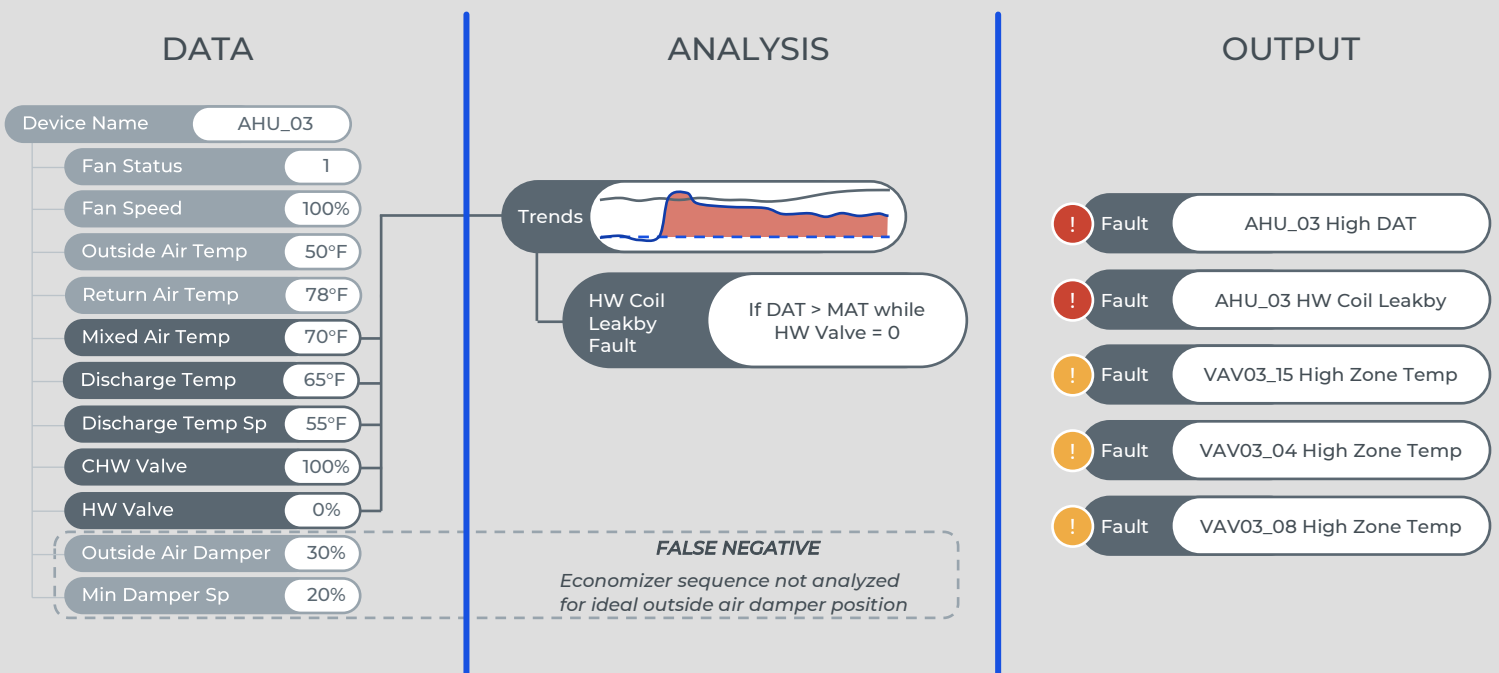 DATA
Device Name AHU_03
Fan Status 1
Fan Speed 100%
Outside Air Temp 50°F
Return Air Temp 78°F
Mixed Air Temp 70°F
Discharge Temp 65°F
Discharge Temp Sp 55°F
CHW Valve 100%
HW Valve 0%
Outside Air Damper 30%
Min Damper Sp 20%
ANALYSIS
Trends
HW Coil
Leakby
Fault
If DAT > MAT while
HW Valve = 0
FALSE NEGATIVE
Economizer sequence not analyzed
for ideal outside air damper position
OUTPUT
! Fault AHU_03 High DAT
! Fault AHU_03 HW Coil Leakby
! Fault VAV03_15 High Zone Temp
! Fault VAV03_04 High Zone Temp
! Fault VAV03_08 High Zone Temp